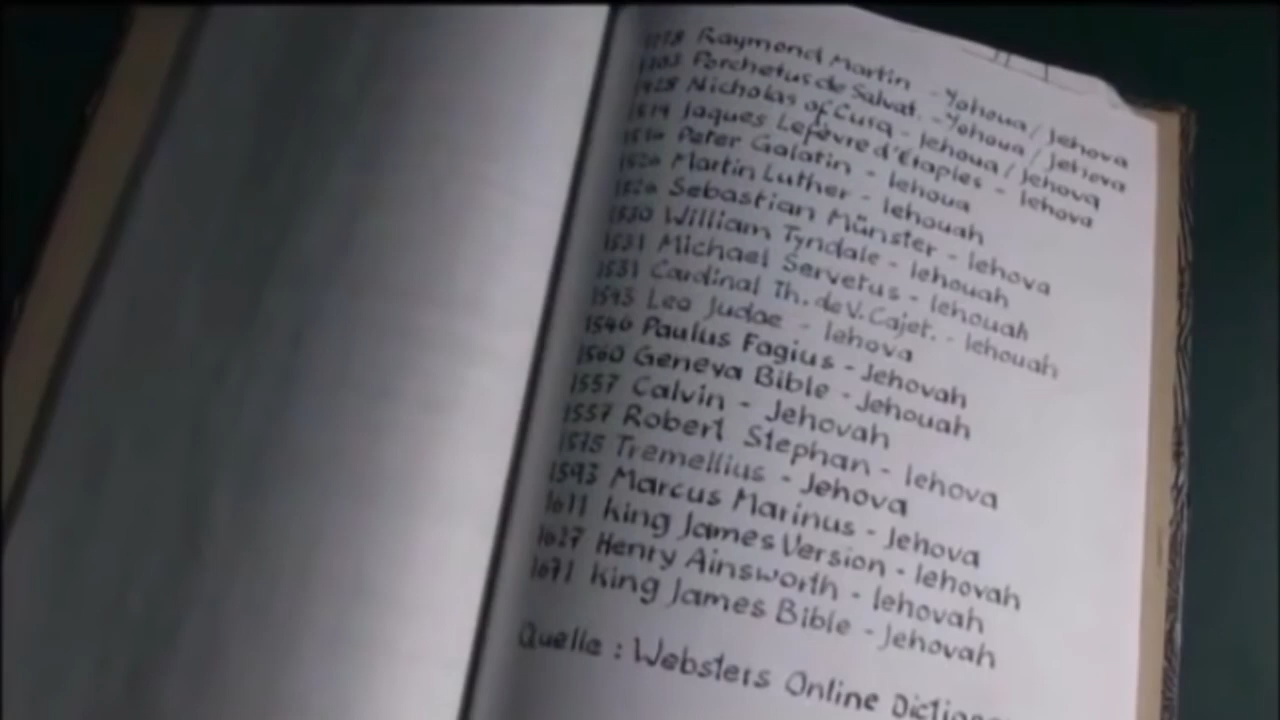 1278 Raymond Martin - Yohoua / Jehova
1303 Porchetus de Salvat. - Yohoua / Jehova
1428 Nicholas of Cusa - Iehoua / Jehova
1514 Jaques Lefèvre d'Étaples - Iehova
1516 Peter Galatin - Iehoua
1526 Martin Luther - Iehouah
1526 Sebastian Münster - Iehova
1530 William Tyndale - Iehouah
1531 Michael Servetus - Iehouah
1531 Cardinal Th. de V. Cajet. - Iehouah
1543 Leo Judae - Iehova
1546 Paulus Fagius - Jehovah
1560 Geneva Bible - Jehouah
1557 Calvin - Jehovah
1557 Robert Stephan - Iehova
1575 Tremellius - Jehova
1593 Marcus Marinus - Jehova
1611 King James Version - Iehovah
1627 Henry Ainsworth - Iehovah
1671 King James Bible - Jehovah
Quelle : Websters Online